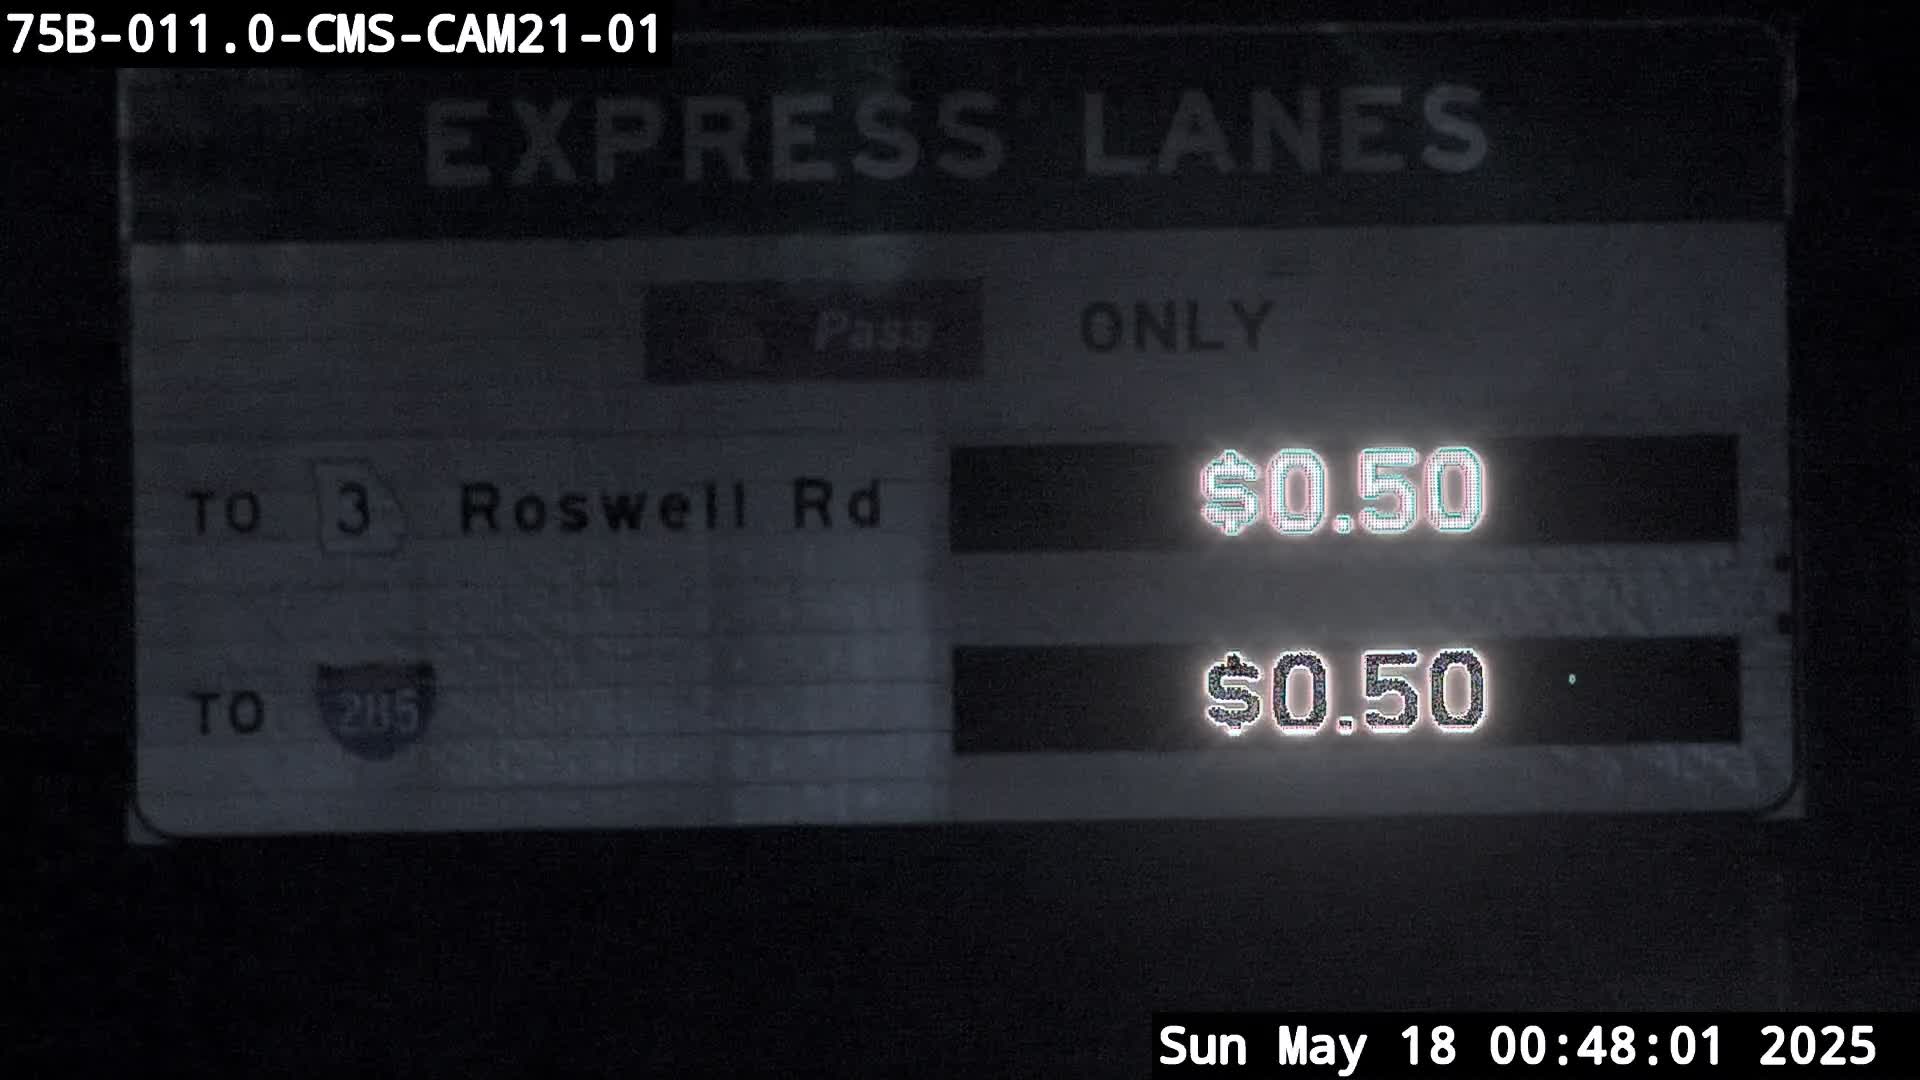 75B-011.0-CMS-CAM21-01
EXPRESS LANES
Pass ONLY
TO 3 Roswell Rd $0.50
TO 285 $0.50
Sun May 18 00:48:01 2025